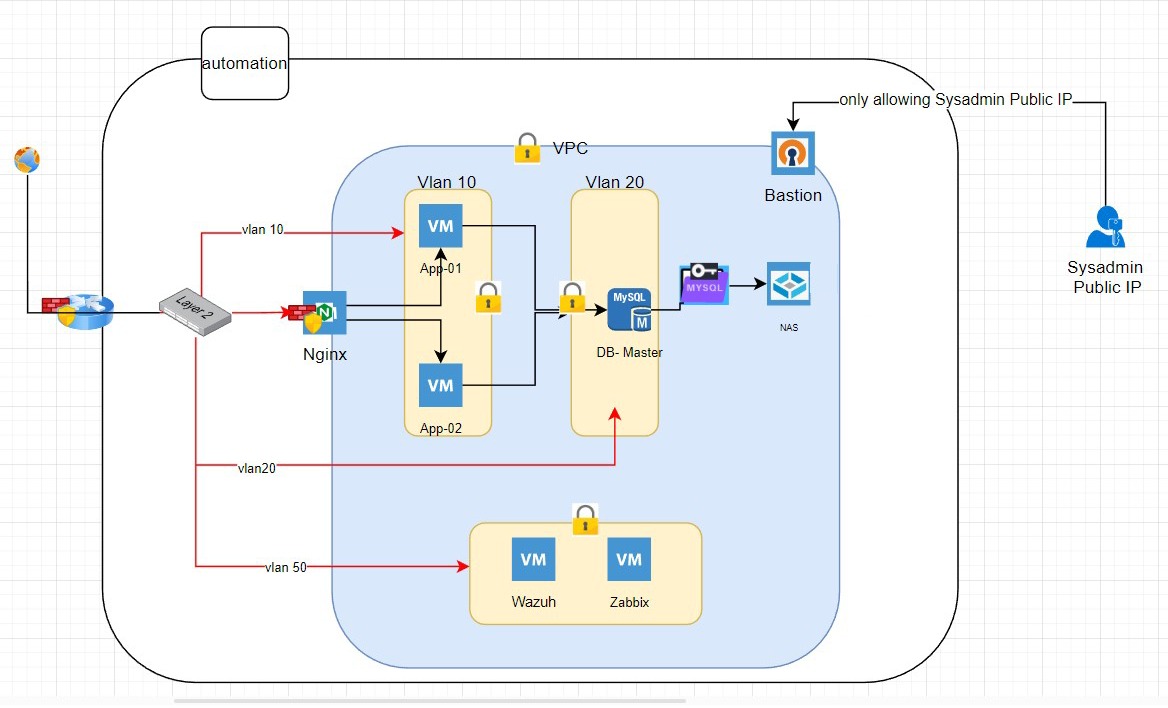 automation
only allowing Sysadmin Public IP
VPC
Vlan 10
Vlan 20
Bastion
vlan 10
VM
App-01
Sysadmin
Public IP
Layer 2
N
Nginx
MySQL
M
DB- Master
MYSQL
NAS
VM
App-02
vlan20
vlan 50
VM
VM
Wazuh
Zabbix